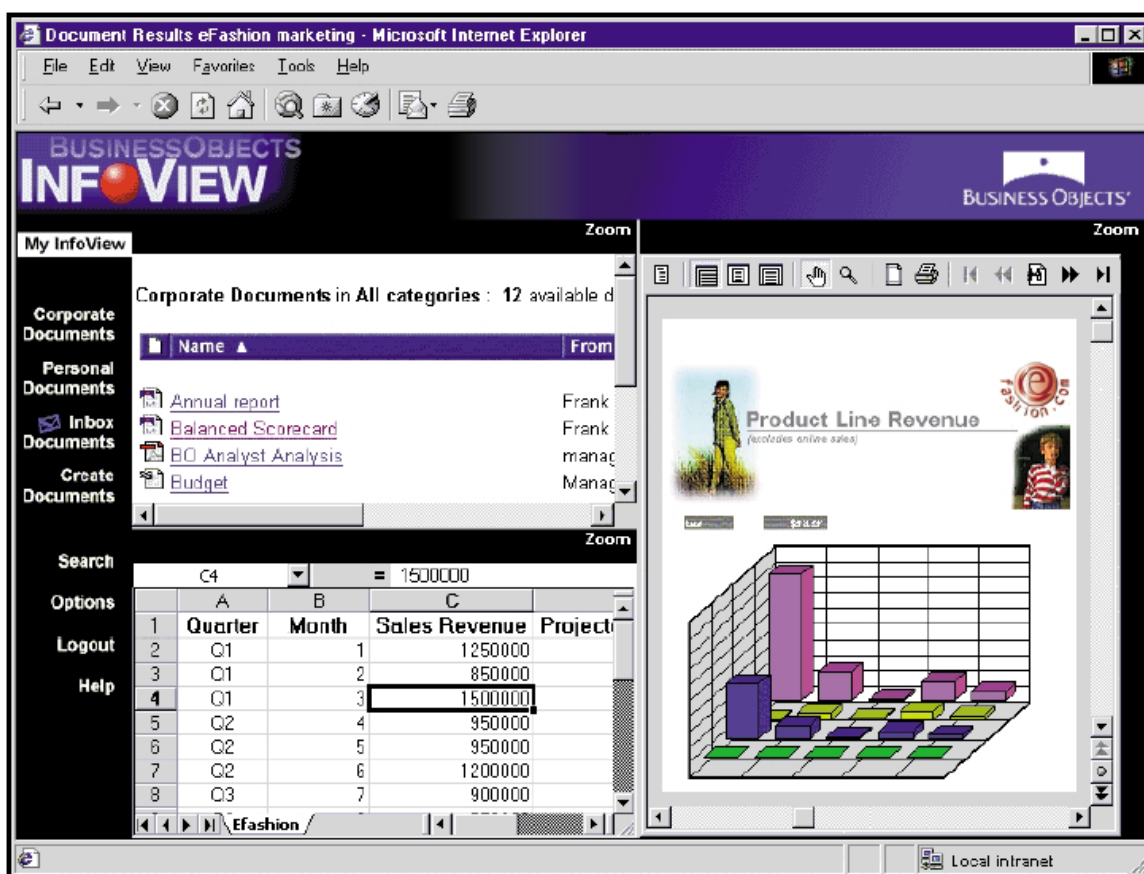 Document Results eFashion marketing - Microsoft Internet Explorer
File Edit View Favorites Tools Help
BUSINESSOBJECTS
INFOVIEW
BUSINESS OBJECTS
Zoom
Zoom
My InfoView
Corporate Documents in All categories : 12 available d
Name From
Annual report Frank
Balanced Scorecard Frank
BO Analyst Analysis manag
Budget Manag
Corporate
Documents
Personal
Documents
Inbox
Documents
Create
Documents
Search
Options
Logout
Help
Zoom
C4 = 1500000
A B C
1 Quarter Month Sales Revenue Project
2 Q1 1 1250000
3 Q1 2 850000
4 Q1 3 1500000
5 Q2 4 950000
6 Q2 5 950000
7 Q2 6 1200000
8 Q3 7 900000
Efashion
e
fashion.com
Product Line Revenue
(excludes online sales)
Local intranet